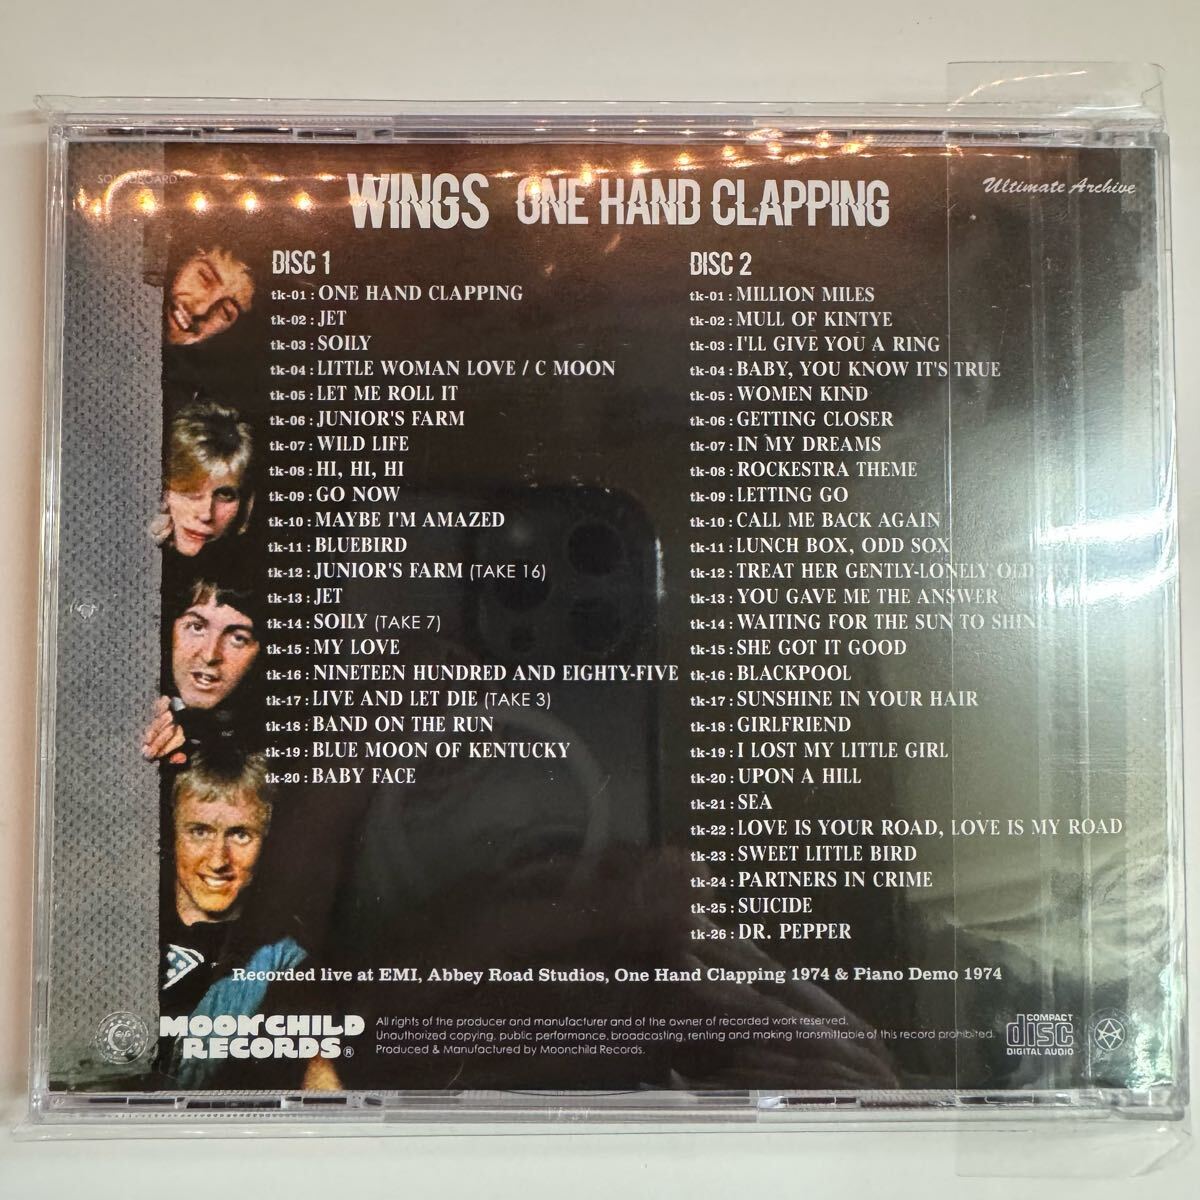 SOUNDBOARD
WINGS ONE HAND CLAPPING
Ultimate Archive
DISC 1
tk-01 : ONE HAND CLAPPING
tk-02 : JET
tk-03 : SOILY
tk-04 : LITTLE WOMAN LOVE / C MOON
tk-05 : LET ME ROLL IT
tk-06 : JUNIOR'S FARM
tk-07 : WILD LIFE
tk-08 : HI, HI, HI
tk-09 : GO NOW
tk-10 : MAYBE I'M AMAZED
tk-11 : BLUEBIRD
tk-12 : JUNIOR'S FARM (TAKE 16)
tk-13 : JET
tk-14 : SOILY (TAKE 7)
tk-15 : MY LOVE
tk-16 : NINETEEN HUNDRED AND EIGHTY-FIVE
tk-17 : LIVE AND LET DIE (TAKE 3)
tk-18 : BAND ON THE RUN
tk-19 : BLUE MOON OF KENTUCKY
tk-20 : BABY FACE
DISC 2
tk-01 : MILLION MILES
tk-02 : MULL OF KINTYE
tk-03 : I'LL GIVE YOU A RING
tk-04 : BABY, YOU KNOW IT'S TRUE
tk-05 : WOMEN KIND
tk-06 : GETTING CLOSER
tk-07 : IN MY DREAMS
tk-08 : ROCKESTRA THEME
tk-09 : LETTING GO
tk-10 : CALL ME BACK AGAIN
tk-11 : LUNCH BOX, ODD SOX
tk-12 : TREAT HER GENTLY-LONELY OLD
tk-13 : YOU GAVE ME THE ANSWER
tk-14 : WAITING FOR THE SUN TO SHINE
tk-15 : SHE GOT IT GOOD
tk-16 : BLACKPOOL
tk-17 : SUNSHINE IN YOUR HAIR
tk-18 : GIRLFRIEND
tk-19 : I LOST MY LITTLE GIRL
tk-20 : UPON A HILL
tk-21 : SEA
tk-22 : LOVE IS YOUR ROAD, LOVE IS MY ROAD
tk-23 : SWEET LITTLE BIRD
tk-24 : PARTNERS IN CRIME
tk-25 : SUICIDE
tk-26 : DR. PEPPER
Recorded live at EMI, Abbey Road Studios, One Hand Clapping 1974 & Piano Demo 1974
MOON CHILD
RECORDS®
All rights of the producer and manufacturer and of the owner of recorded work reserved.
Unauthorized copying, public performance, broadcasting, renting and making transmittable of this record prohibited.
Produced & Manufactured by Moonchild Records.
COMPACT
disc
DIGITAL AUDIO